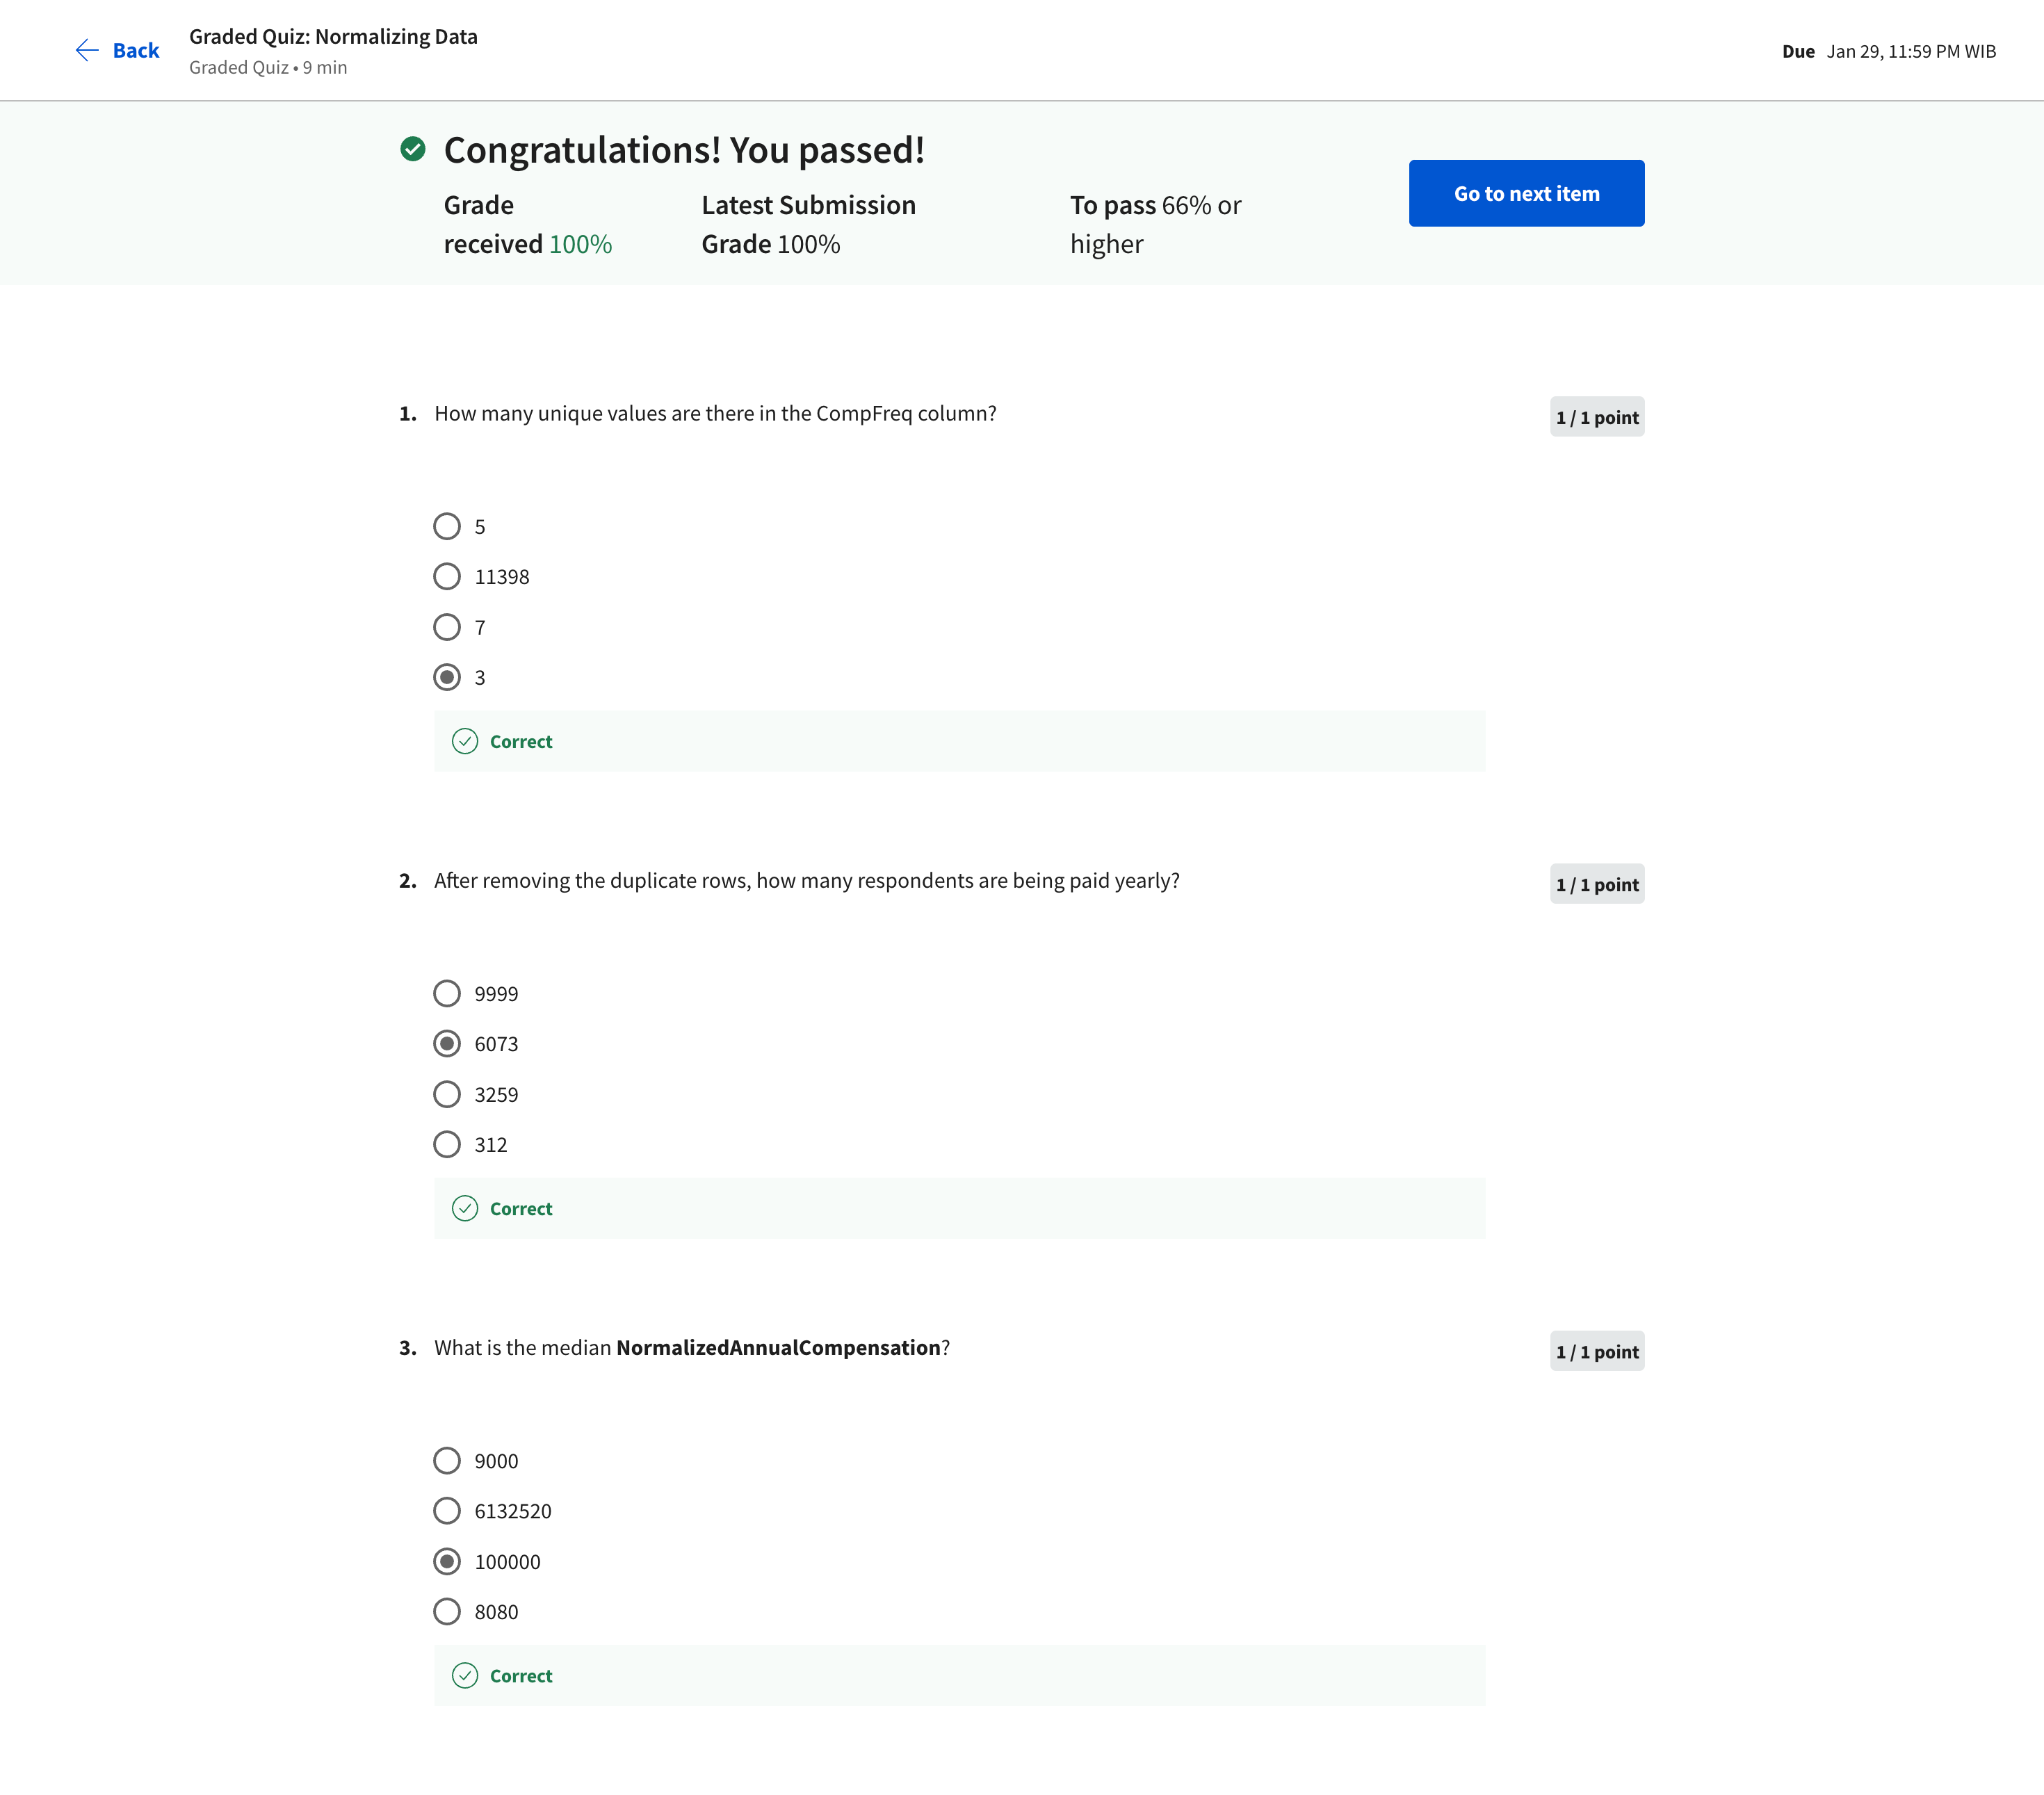 Back
Graded Quiz: Normalizing Data
Graded Quiz • 9 min
Due Jan 29, 11:59 PM WIB
Congratulations! You passed!
Grade
received 100%
Latest Submission
Grade 100%
To pass 66% or
higher
Go to next item
1. How many unique values are there in the CompFreq column?
1 / 1 point
5
11398
7
3
Correct
2. After removing the duplicate rows, how many respondents are being paid yearly?
1 / 1 point
9999
6073
3259
312
Correct
3. What is the median NormalizedAnnualCompensation?
1 / 1 point
9000
6132520
100000
8080
Correct